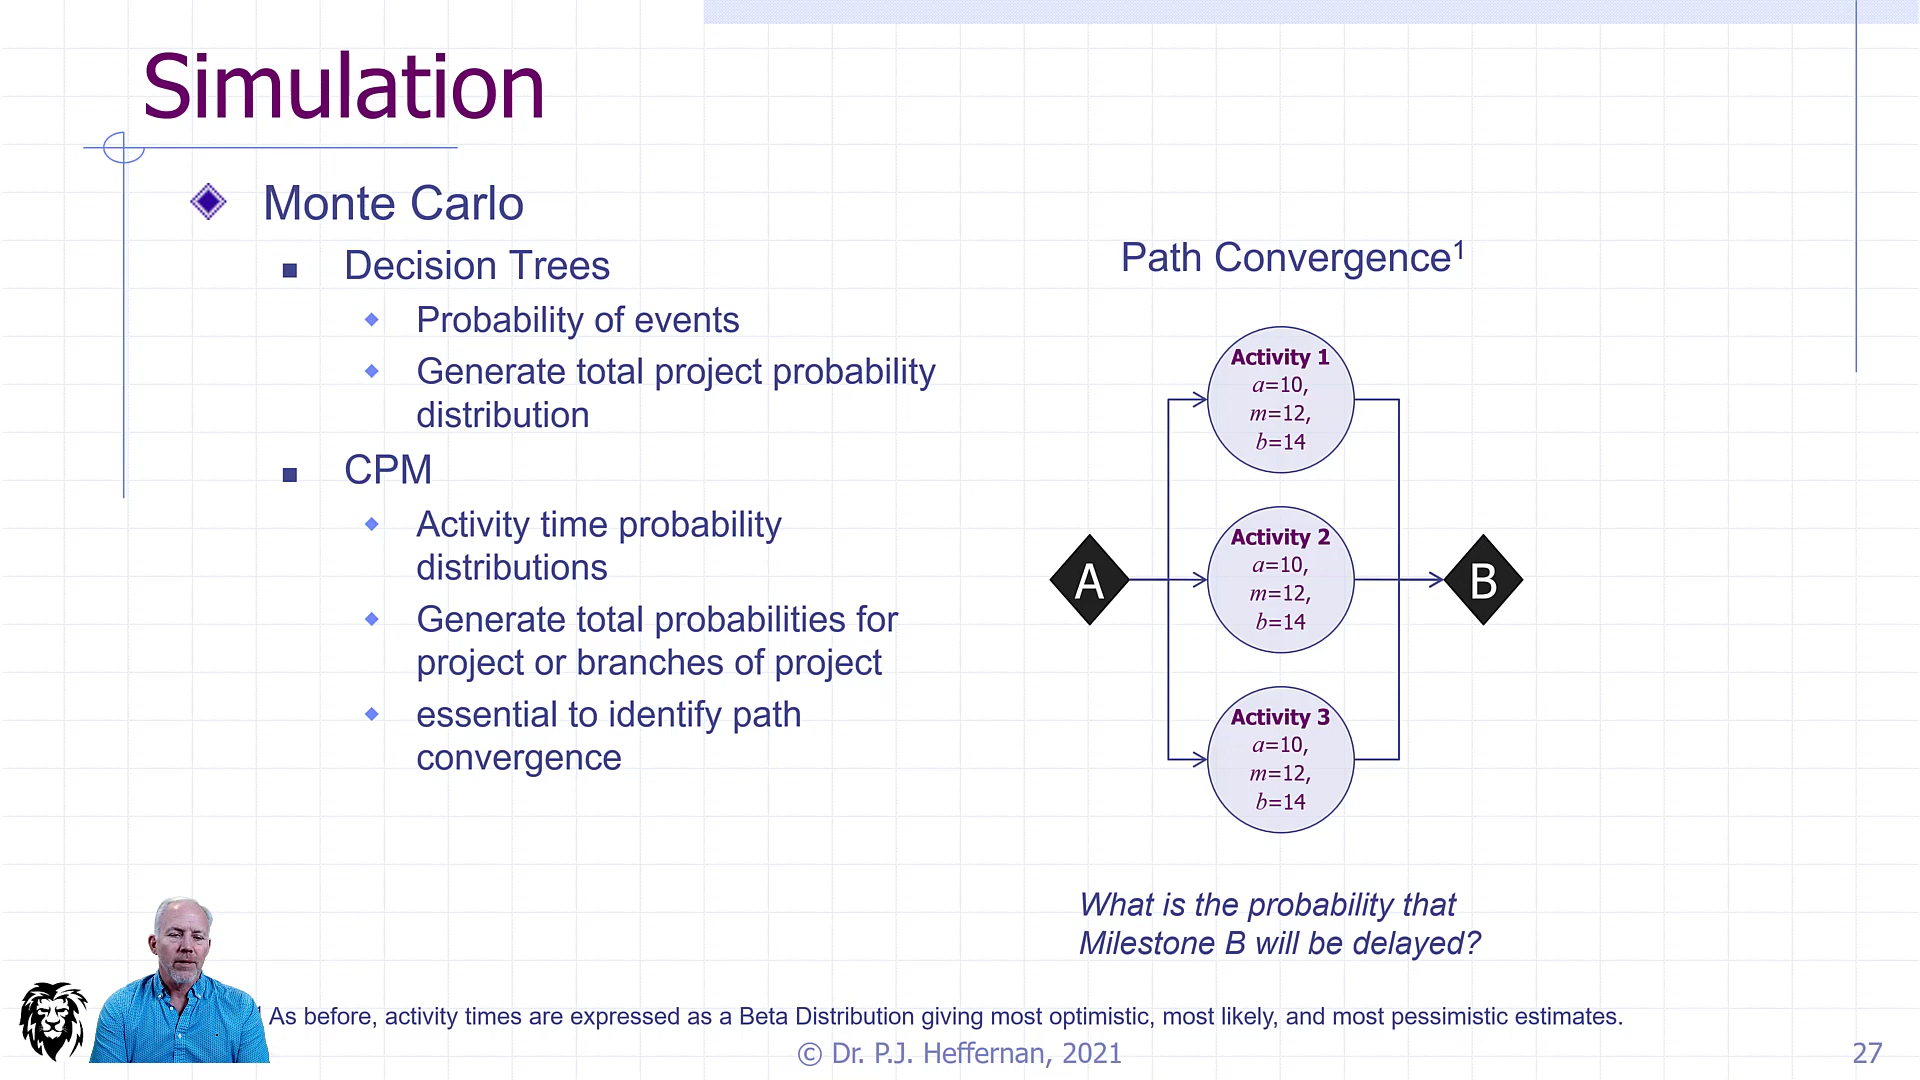 Simulation
Monte Carlo
Decision Trees
Probability of events
Generate total project probability
distribution
CPM
Activity time probability
distributions
Generate total probabilities for
project or branches of project
essential to identify path
convergence
Path Convergence¹
Activity 1
a=10,
m=12,
b=14
Activity 2
a=10,
m=12,
b=14
Activity 3
a=10,
m=12,
b=14
A
B
What is the probability that
Milestone B will be delayed?
¹ As before, activity times are expressed as a Beta Distribution giving most optimistic, most likely, and most pessimistic estimates.
© Dr. P.J. Heffernan, 2021
27